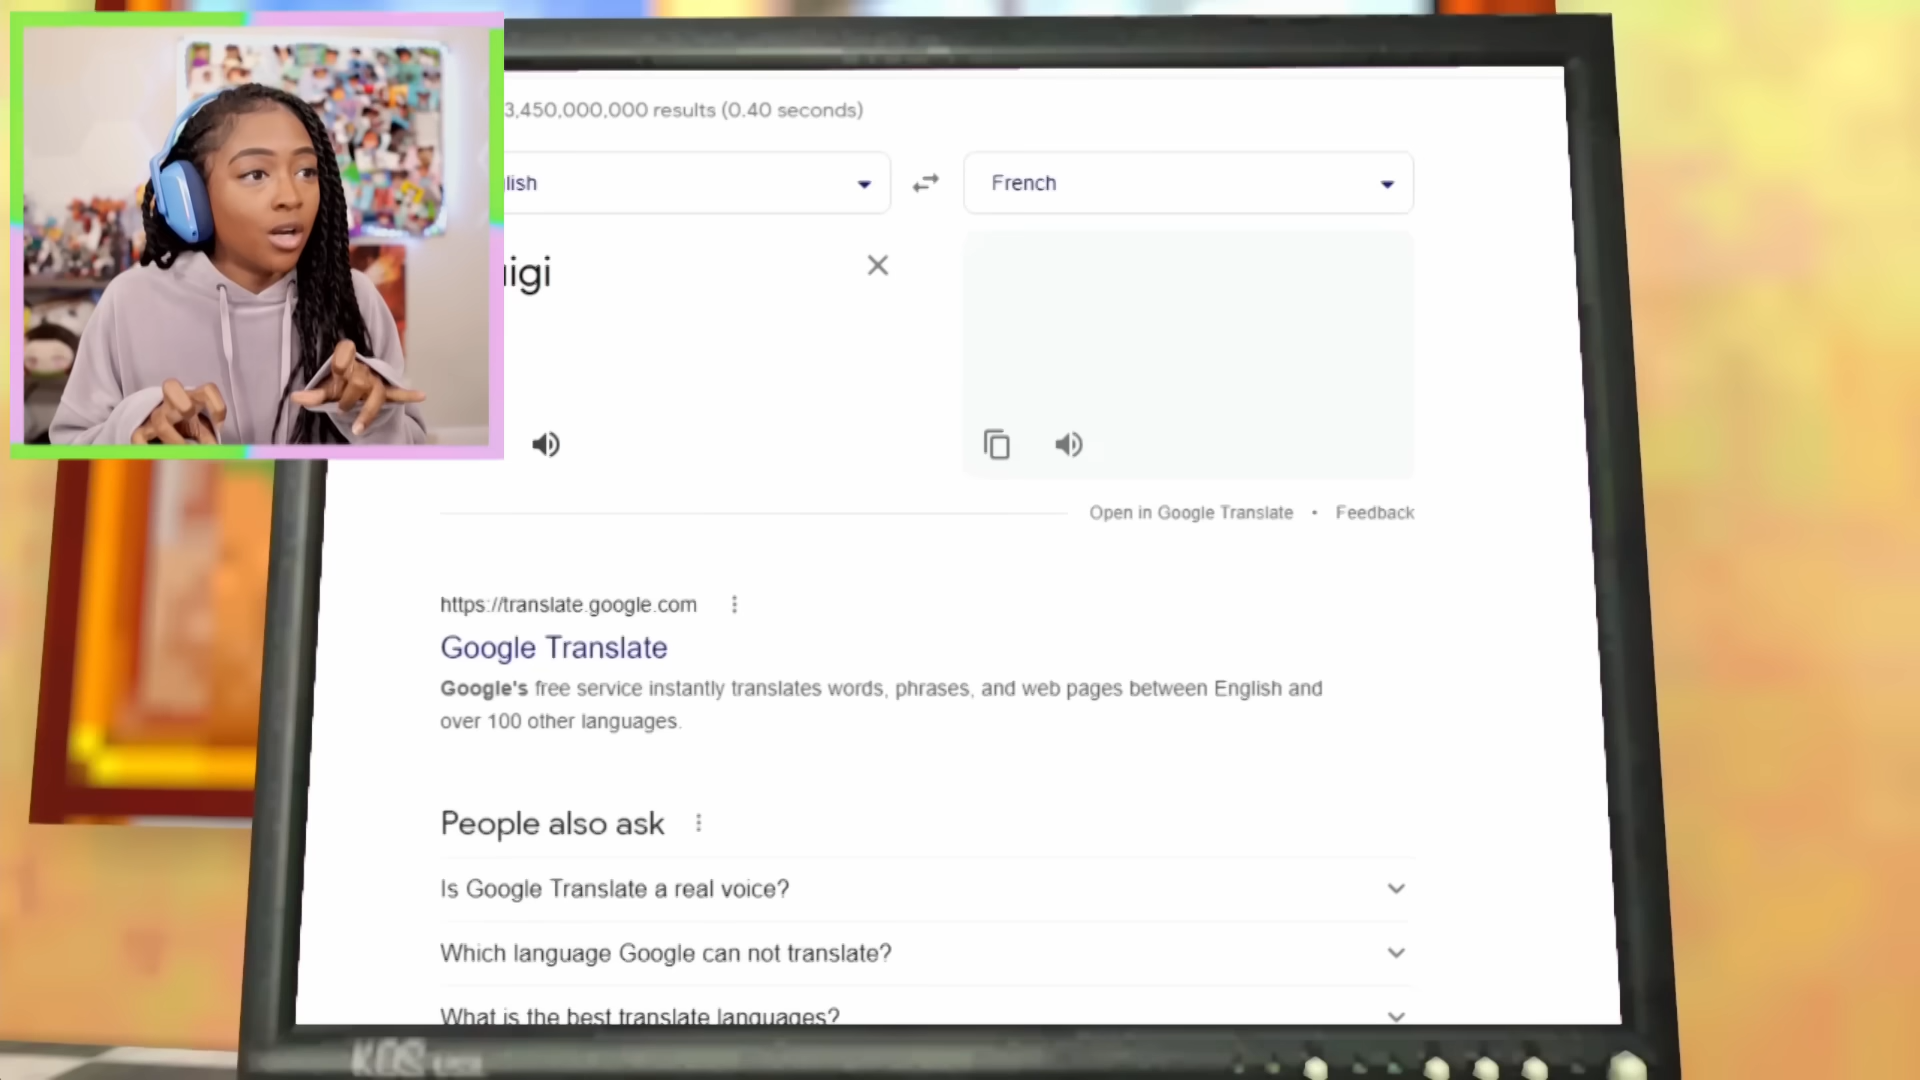 3,450,000,000 results (0.40 seconds)
lish
French
igi
Open in Google Translate • Feedback
https://translate.google.com
Google Translate
Google's free service instantly translates words, phrases, and web pages between English and
over 100 other languages.
People also ask
Is Google Translate a real voice?
Which language Google can not translate?
What is the best translate languages?